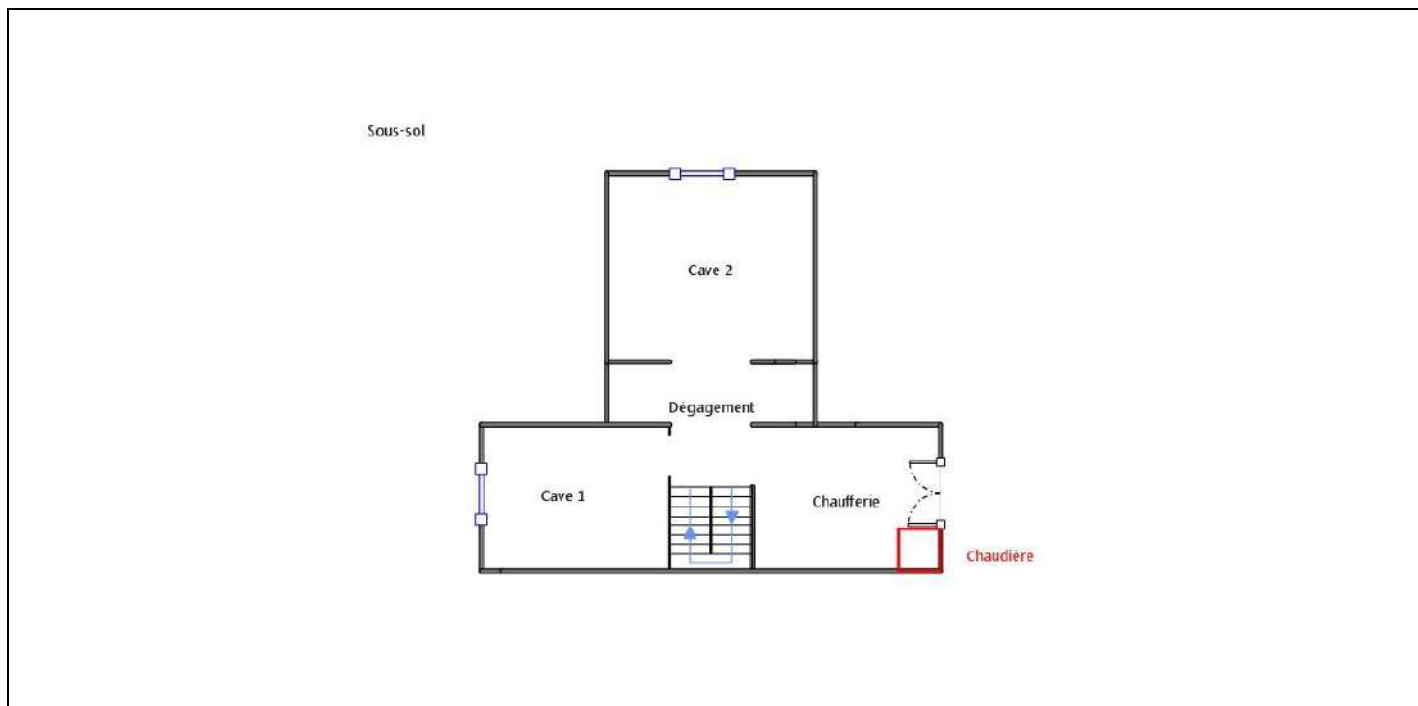 Sous-sol
Cave 2
Dégagement
Cave 1
Chaufferie
Chaudière